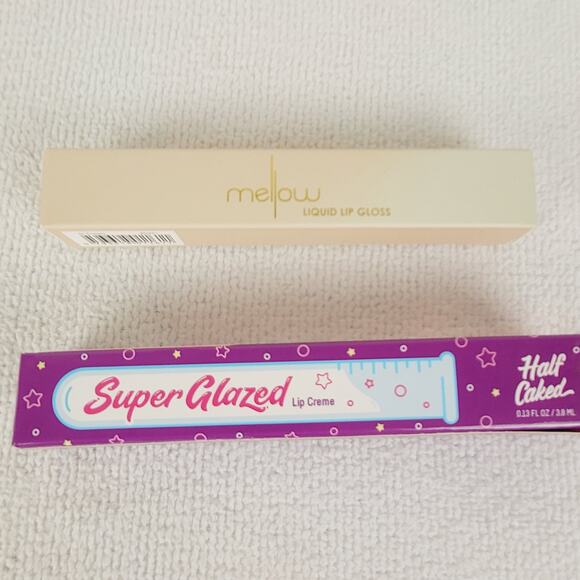 mellow
LIQUID LIP GLOSS
Super Glazed
Lip Creme
Half
Caked
0.13 FL OZ / 3.8 ML